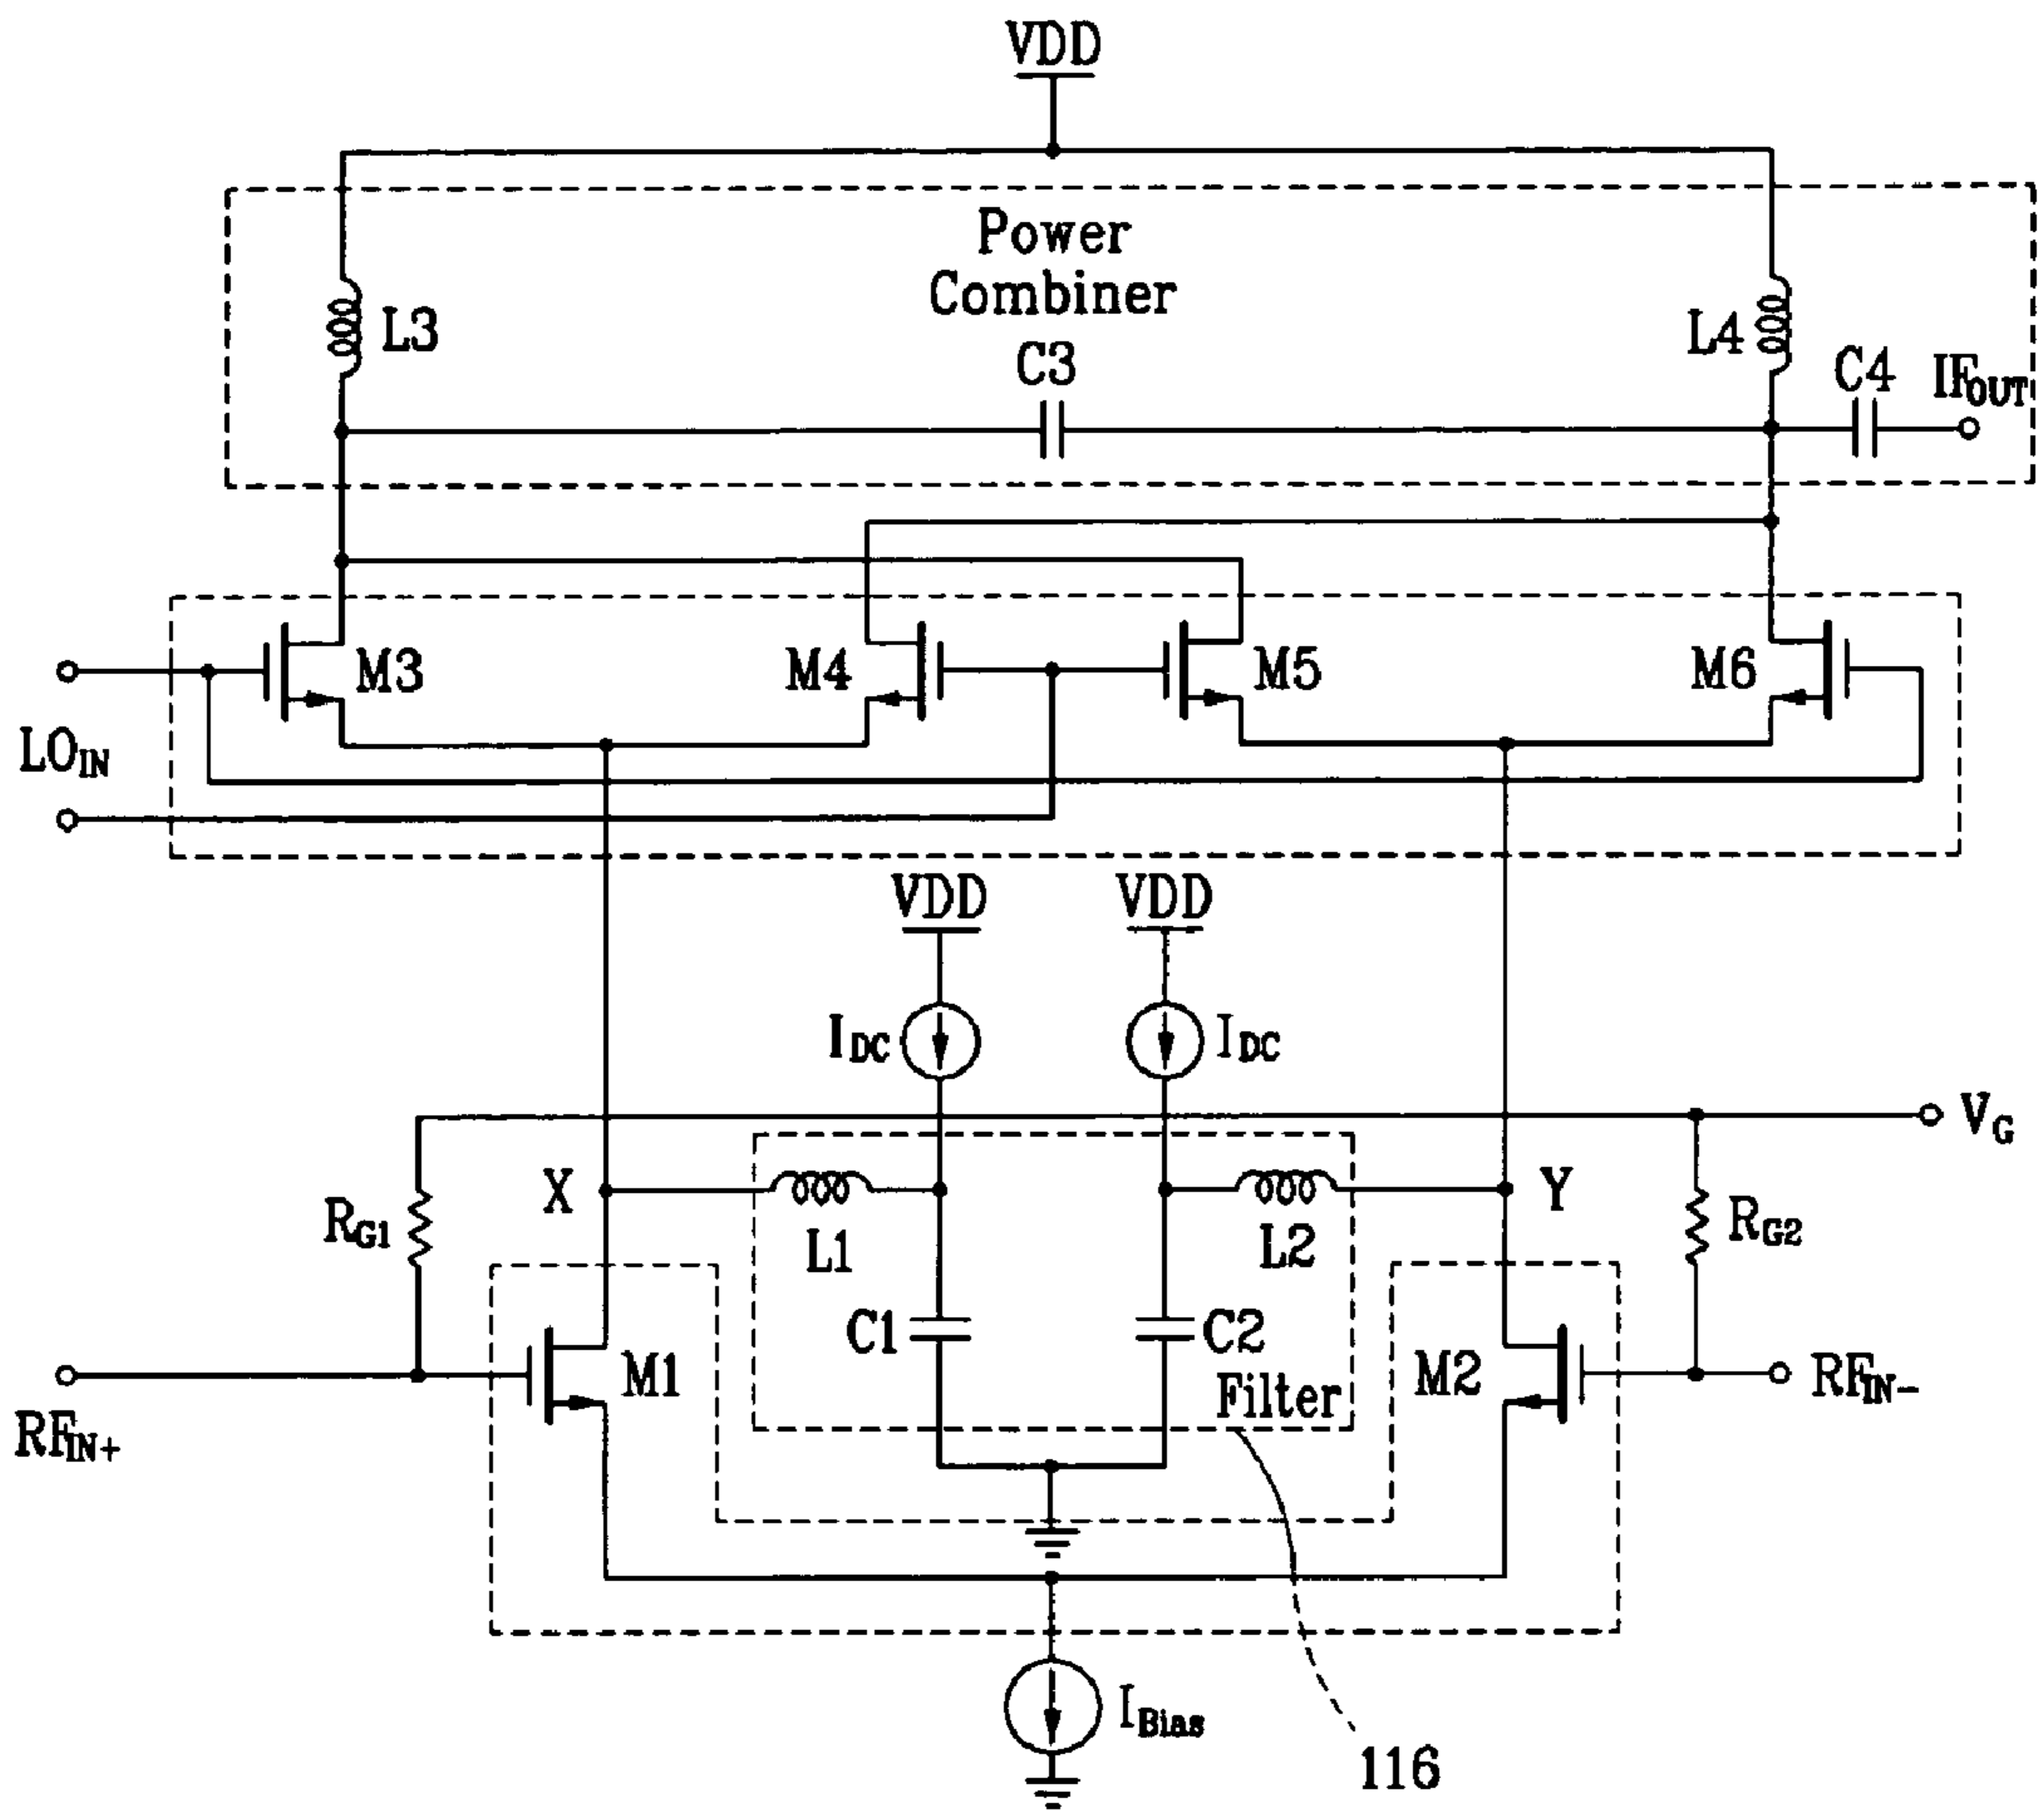 VDD
Power
Combiner
L3
L4
C3
C4
IFOUT
M3
M4
M5
M6
LOIN
VDD
VDD
IDC
IDC
VG
X
Y
RG1
L1
L2
RG2
C1
C2
M1
M2
Filter
RFIN+
RFIN-
IBias
116